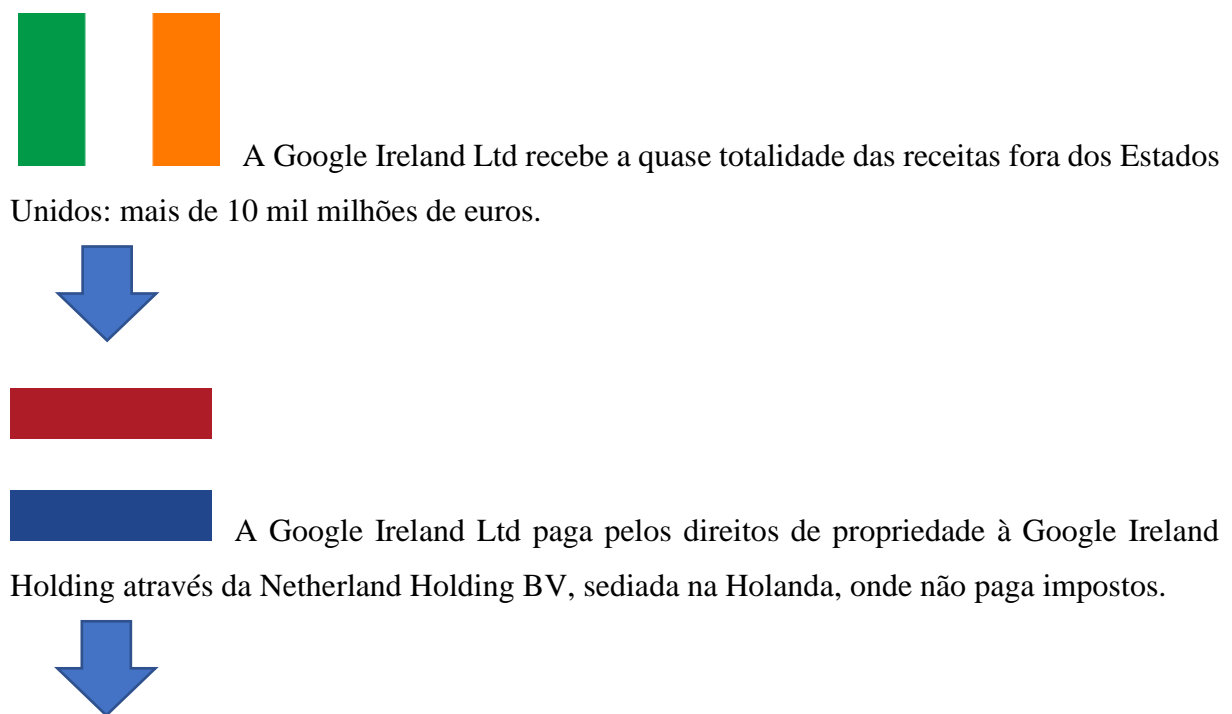 A Google Ireland Ltd recebe a quase totalidade das receitas fora dos Estados
Unidos: mais de 10 mil milhões de euros.
A Google Ireland Ltd paga pelos direitos de propriedade à Google Ireland
Holding através da Netherland Holding BV, sediada na Holanda, onde não paga impostos.